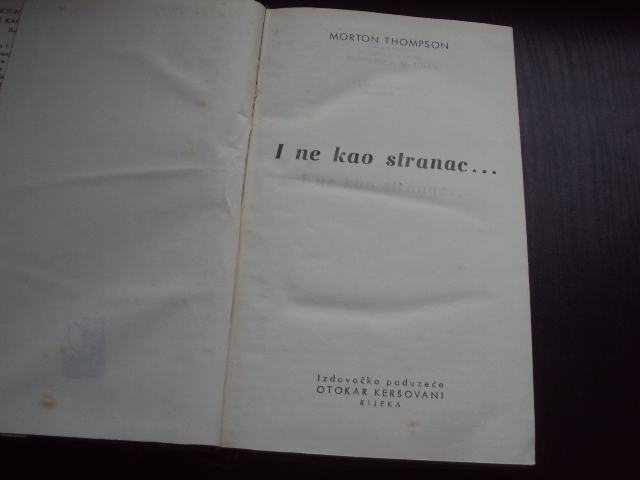 MORTON THOMPSON
I ne kao stranac...
Izdavačko poduzeće
OTOKAR KERŠOVANI
RIJEKA